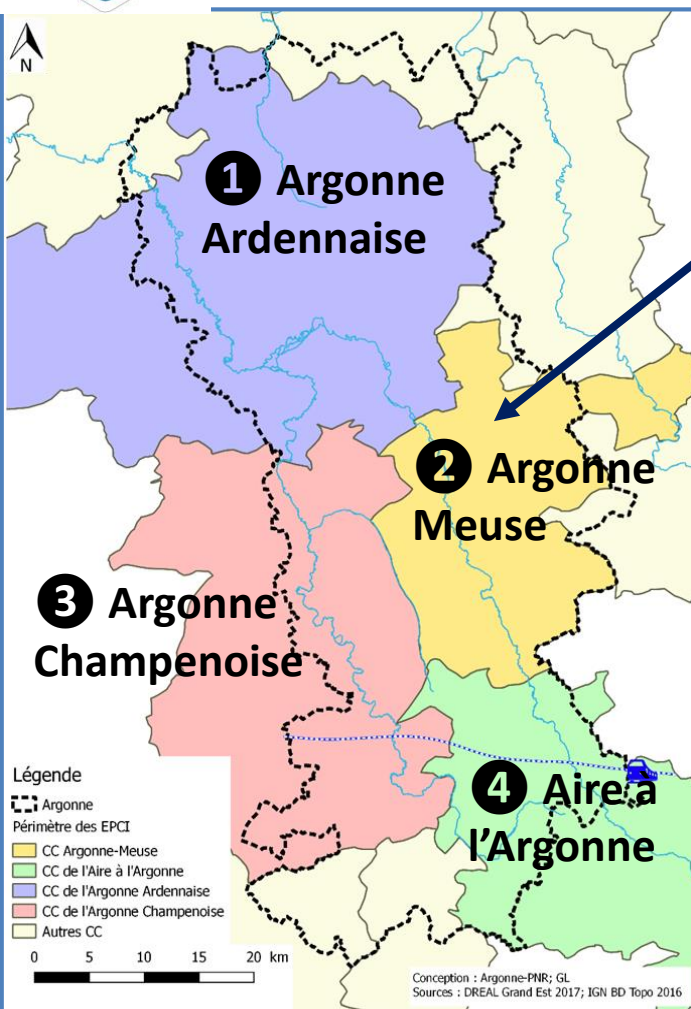 N
❶ Argonne
Ardennaise
❷ Argonne
Meuse
❸ Argonne
Champenoise
❹ Aire à
l’Argonne
Légende
Argonne
Périmètre des EPCI
CC Argonne-Meuse
CC de l'Aire à l'Argonne
CC de l'Argonne Ardennaise
CC de l'Argonne Champenoise
Autres CC
0 5 10 15 20 km
Conception : Argonne-PNR; GL
Sources : DREAL Grand Est 2017; IGN BD Topo 2016